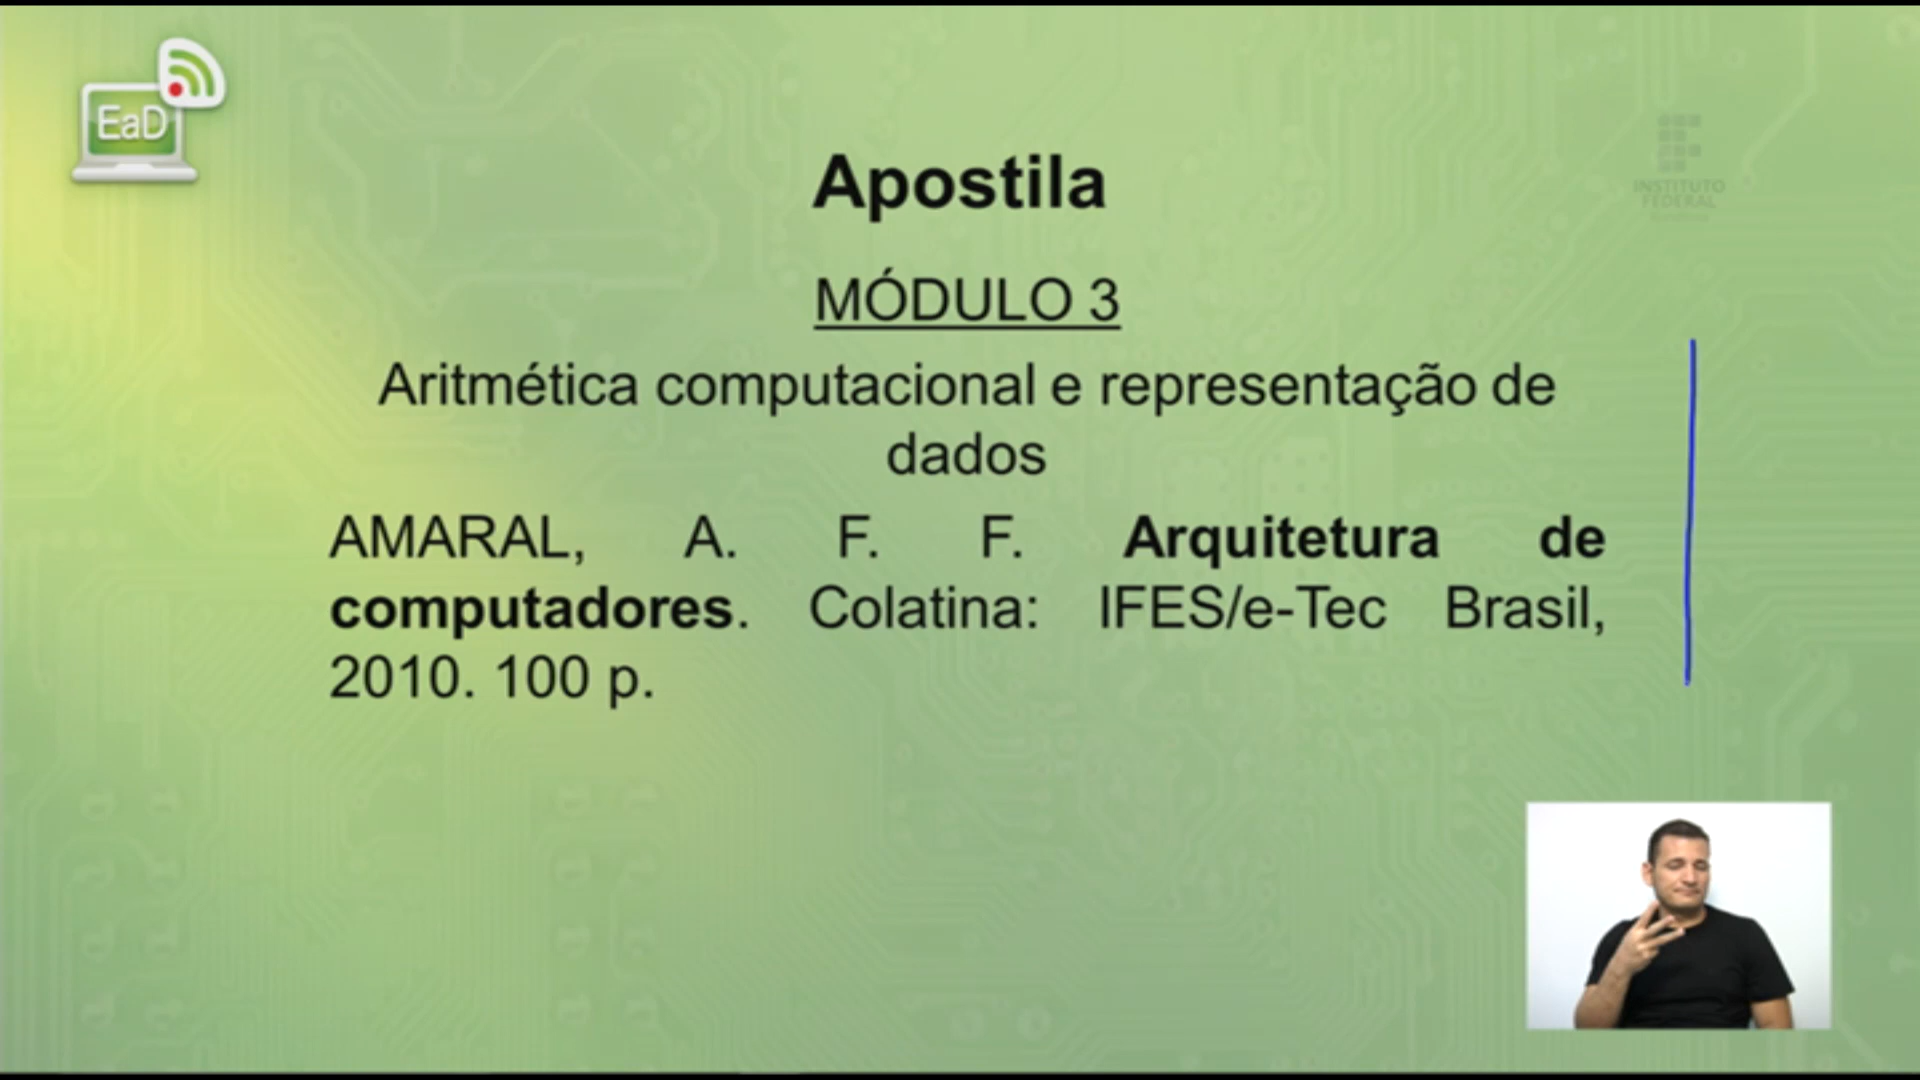 EaD
Apostila
INSTITUTO
FEDERAL
MÓDULO 3
Aritmética computacional e representação de
dados
AMARAL, A. F. F. Arquitetura de
computadores. Colatina: IFES/e-Tec Brasil,
2010. 100 p.